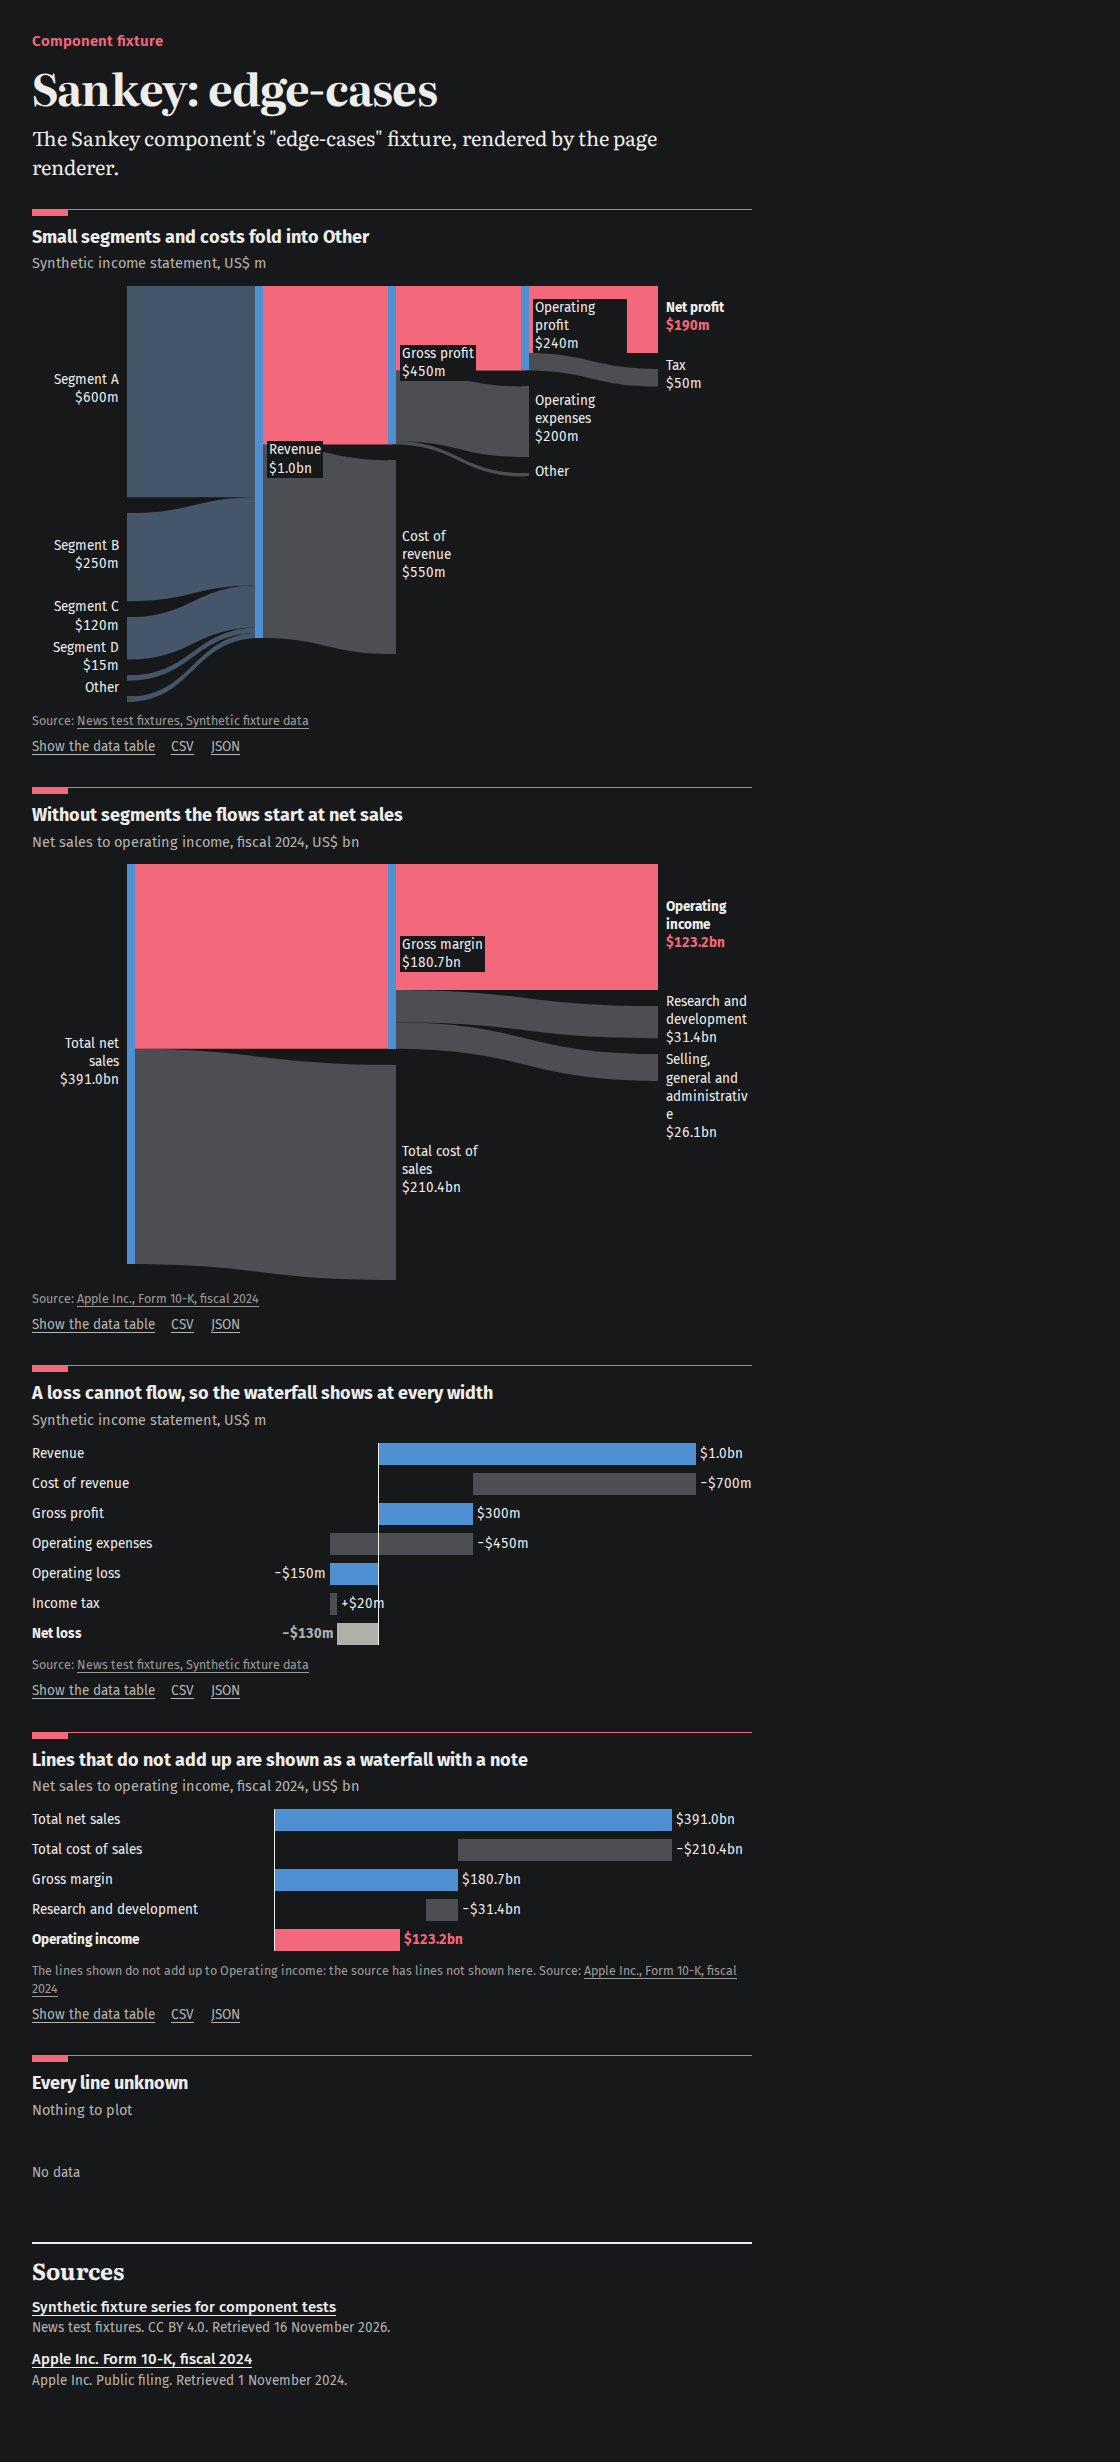 Component fixture
Sankey: edge-cases
The Sankey component's "edge-cases" fixture, rendered by the page
renderer.
Small segments and costs fold into Other
Synthetic income statement, US$ m
Segment A
$600m
Segment B
$250m
Segment C
$120m
Segment D
$15m
Other
Revenue
$1.0bn
Gross profit
$450m
Cost of
revenue
$550m
Operating
profit
$240m
Operating
expenses
$200m
Other
Net profit
$190m
Tax
$50m
Source: News test fixtures, Synthetic fixture data
Show the data table CSV JSON
Without segments the flows start at net sales
Net sales to operating income, fiscal 2024, US$ bn
Total net
sales
$391.0bn
Gross margin
$180.7bn
Total cost of
sales
$210.4bn
Operating
income
$123.2bn
Research and
development
$31.4bn
Selling,
general and
administrativ
e
$26.1bn
Source: Apple Inc., Form 10-K, fiscal 2024
Show the data table CSV JSON
A loss cannot flow, so the waterfall shows at every width
Synthetic income statement, US$ m
Revenue $1.0bn
Cost of revenue −$700m
Gross profit $300m
Operating expenses −$450m
Operating loss −$150m
Income tax +$20m
Net loss −$130m
Source: News test fixtures, Synthetic fixture data
Show the data table CSV JSON
Lines that do not add up are shown as a waterfall with a note
Net sales to operating income, fiscal 2024, US$ bn
Total net sales $391.0bn
Total cost of sales −$210.4bn
Gross margin $180.7bn
Research and development −$31.4bn
Operating income $123.2bn
The lines shown do not add up to Operating income: the source has lines not shown here. Source: Apple Inc., Form 10-K, fiscal
2024
Show the data table CSV JSON
Every line unknown
Nothing to plot
No data
Sources
Synthetic fixture series for component tests
News test fixtures. CC BY 4.0. Retrieved 16 November 2026.
Apple Inc. Form 10-K, fiscal 2024
Apple Inc. Public filing. Retrieved 1 November 2024.